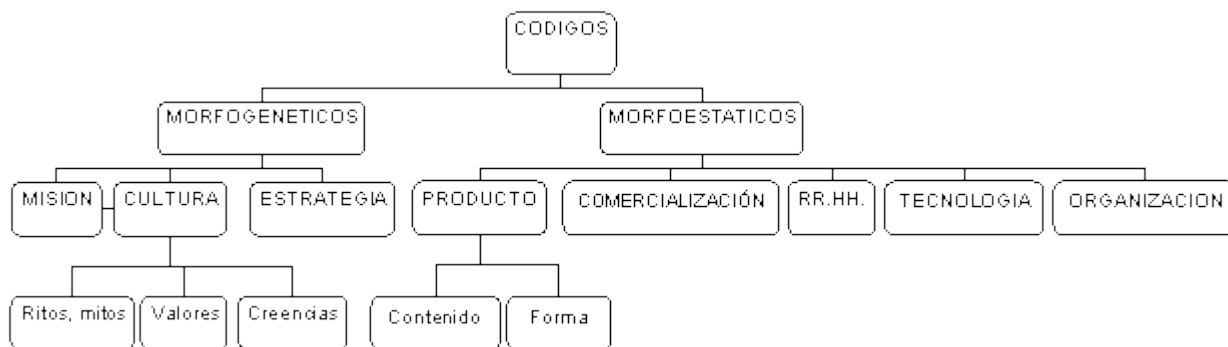 CODIGOS
MORFOGENETICOS
MORFOESTATICOS
MISION
CULTURA
ESTRATEGIA
PRODUCTO
COMERCIALIZACIÓN
RR.HH.
TECNOLOGIA
ORGANIZACION
Ritos, mitos
Valores
Creencias
Contenido
Forma